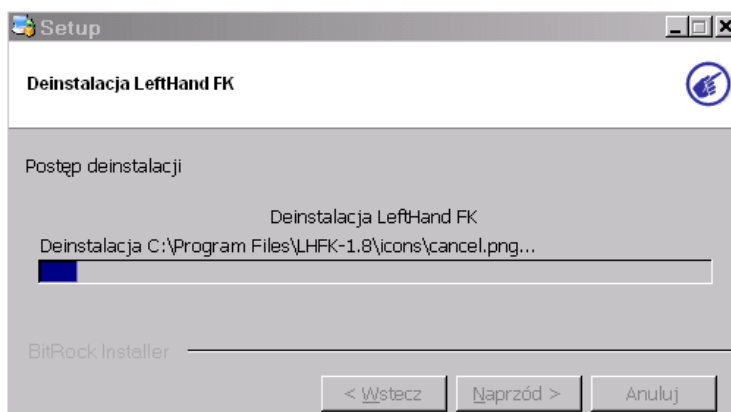 Setup
Deinstalacja LeftHand FK
Postęp deinstalacji
Deinstalacja LeftHand FK
Deinstalacja C:\Program Files\LHFK-1.8\icons\cancel.png...
BitRock Installer
< Wstecz
Naprzód >
Anuluj